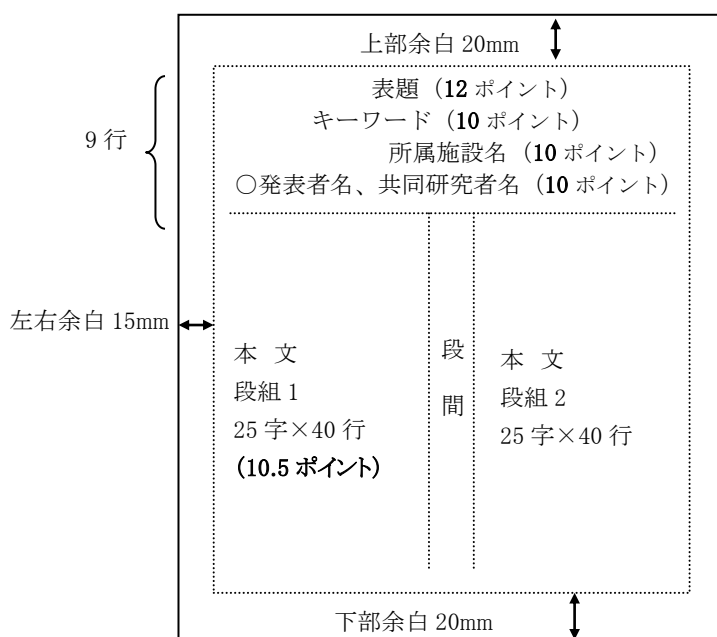 上部余白 20mm
表題（12 ポイント）
キーワード（10 ポイント）
所属施設名（10 ポイント）
○発表者名、共同研究者名（10 ポイント）
9 行
左右余白 15mm
本 文
段組 1
25 字×40 行
(10.5 ポイント)
段
間
本 文
段組 2
25 字×40 行
下部余白 20mm